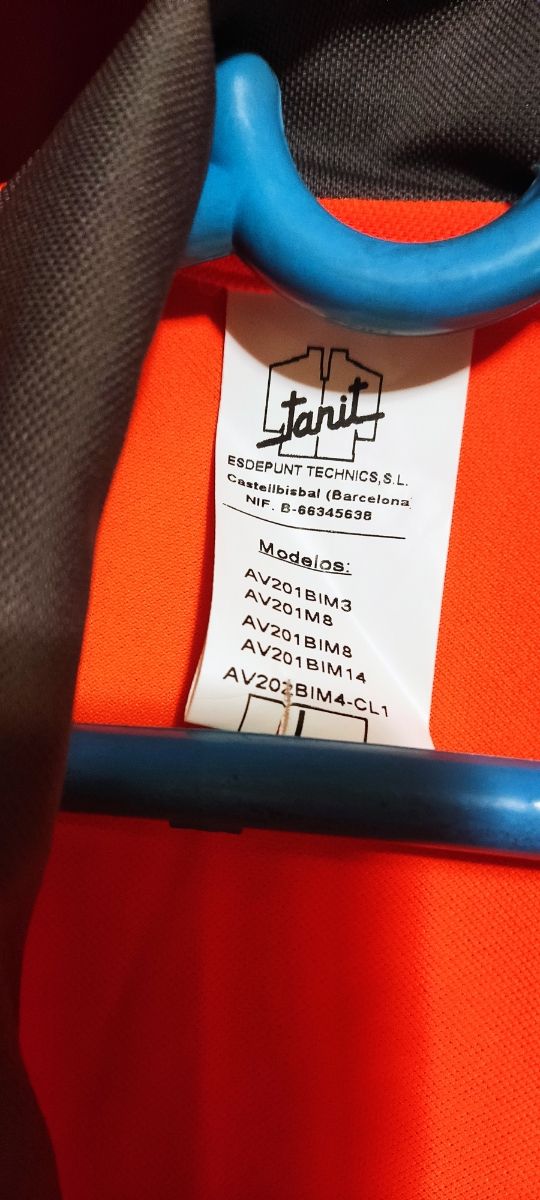 tanit
ESDEPUNT TECHNICS,S.L.
Castellbisbal (Barcelona
NIF. B-66345638
Modelos:
AV201BIM3
AV201M8
AV201BIM8
AV201BIM14
AV202BIM4-CL1